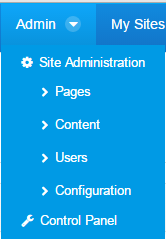 Admin My Sites
Site Administration
Pages
Content
Users
Configuration
Control Panel